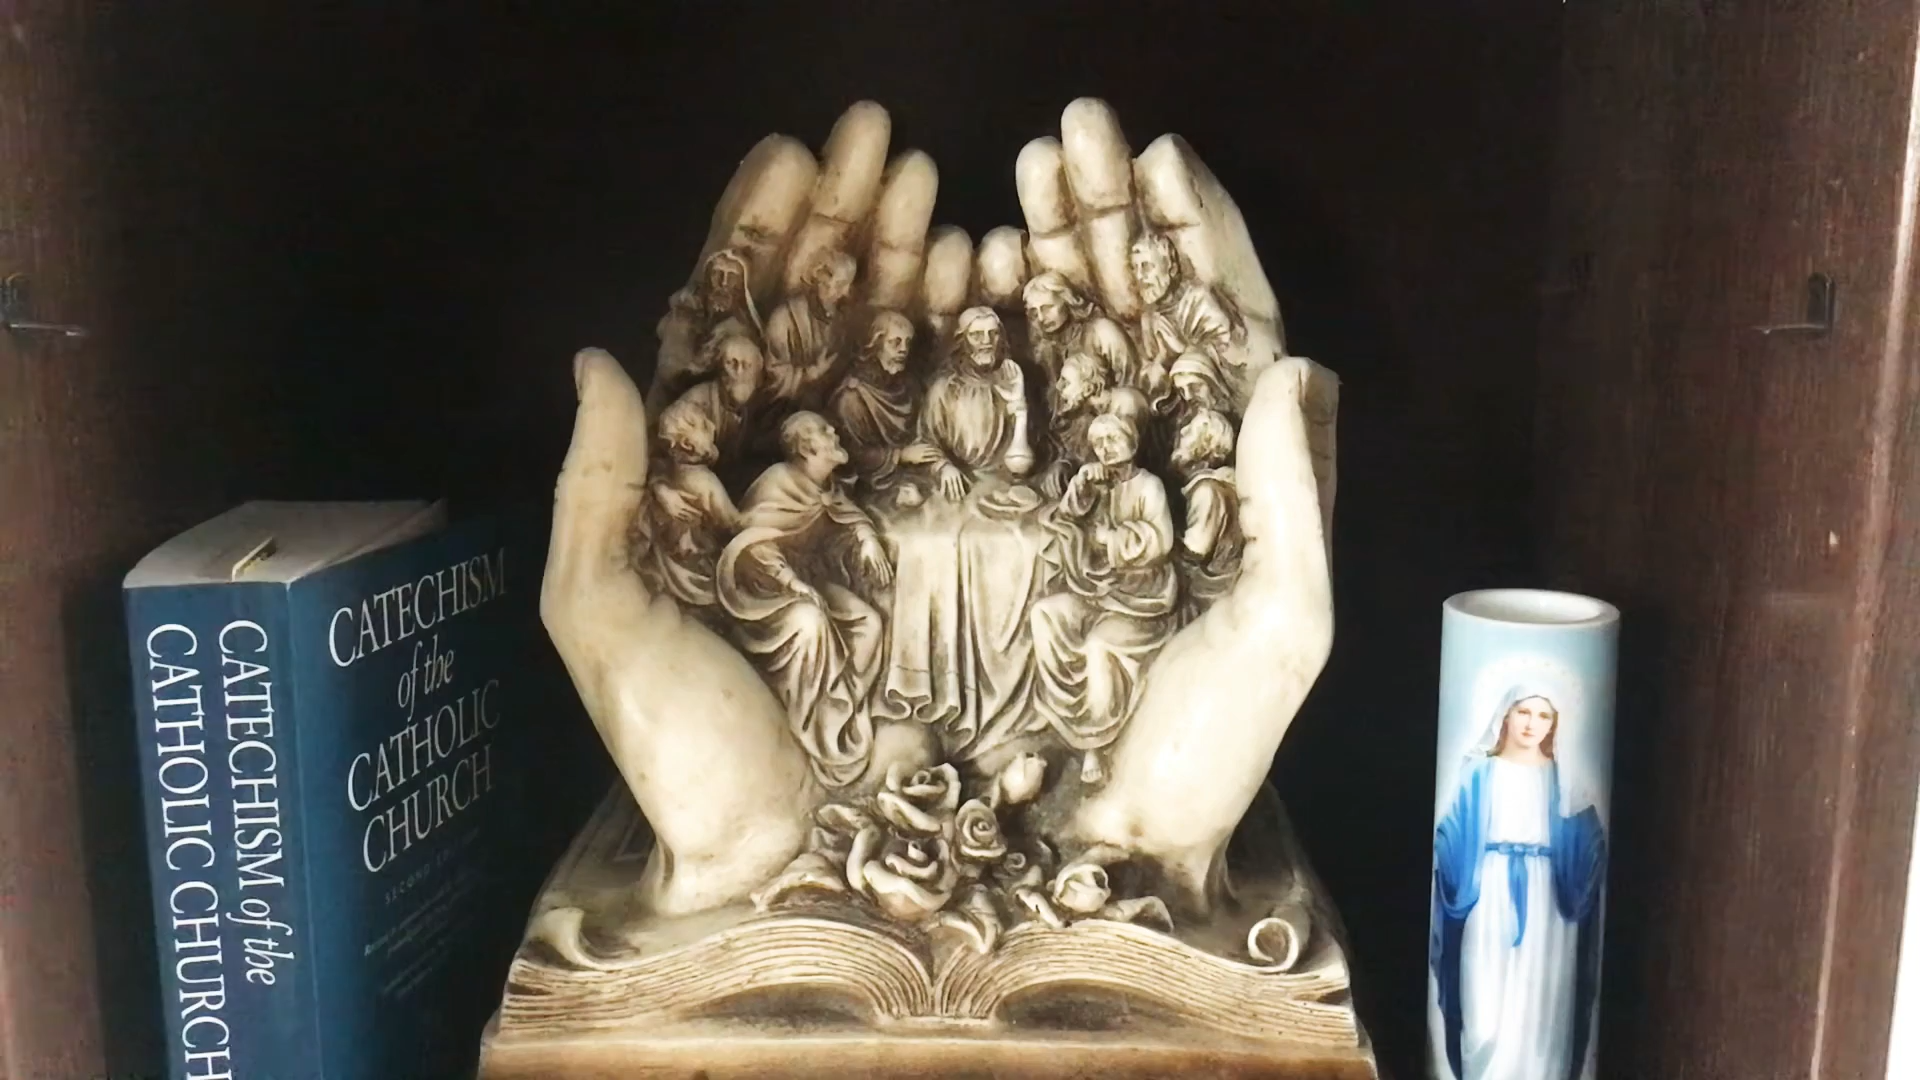 CATECHISM of the
CATHOLIC CHURCH
CATECHISM
of the
CATHOLIC
CHURCH
SECOND EDITION